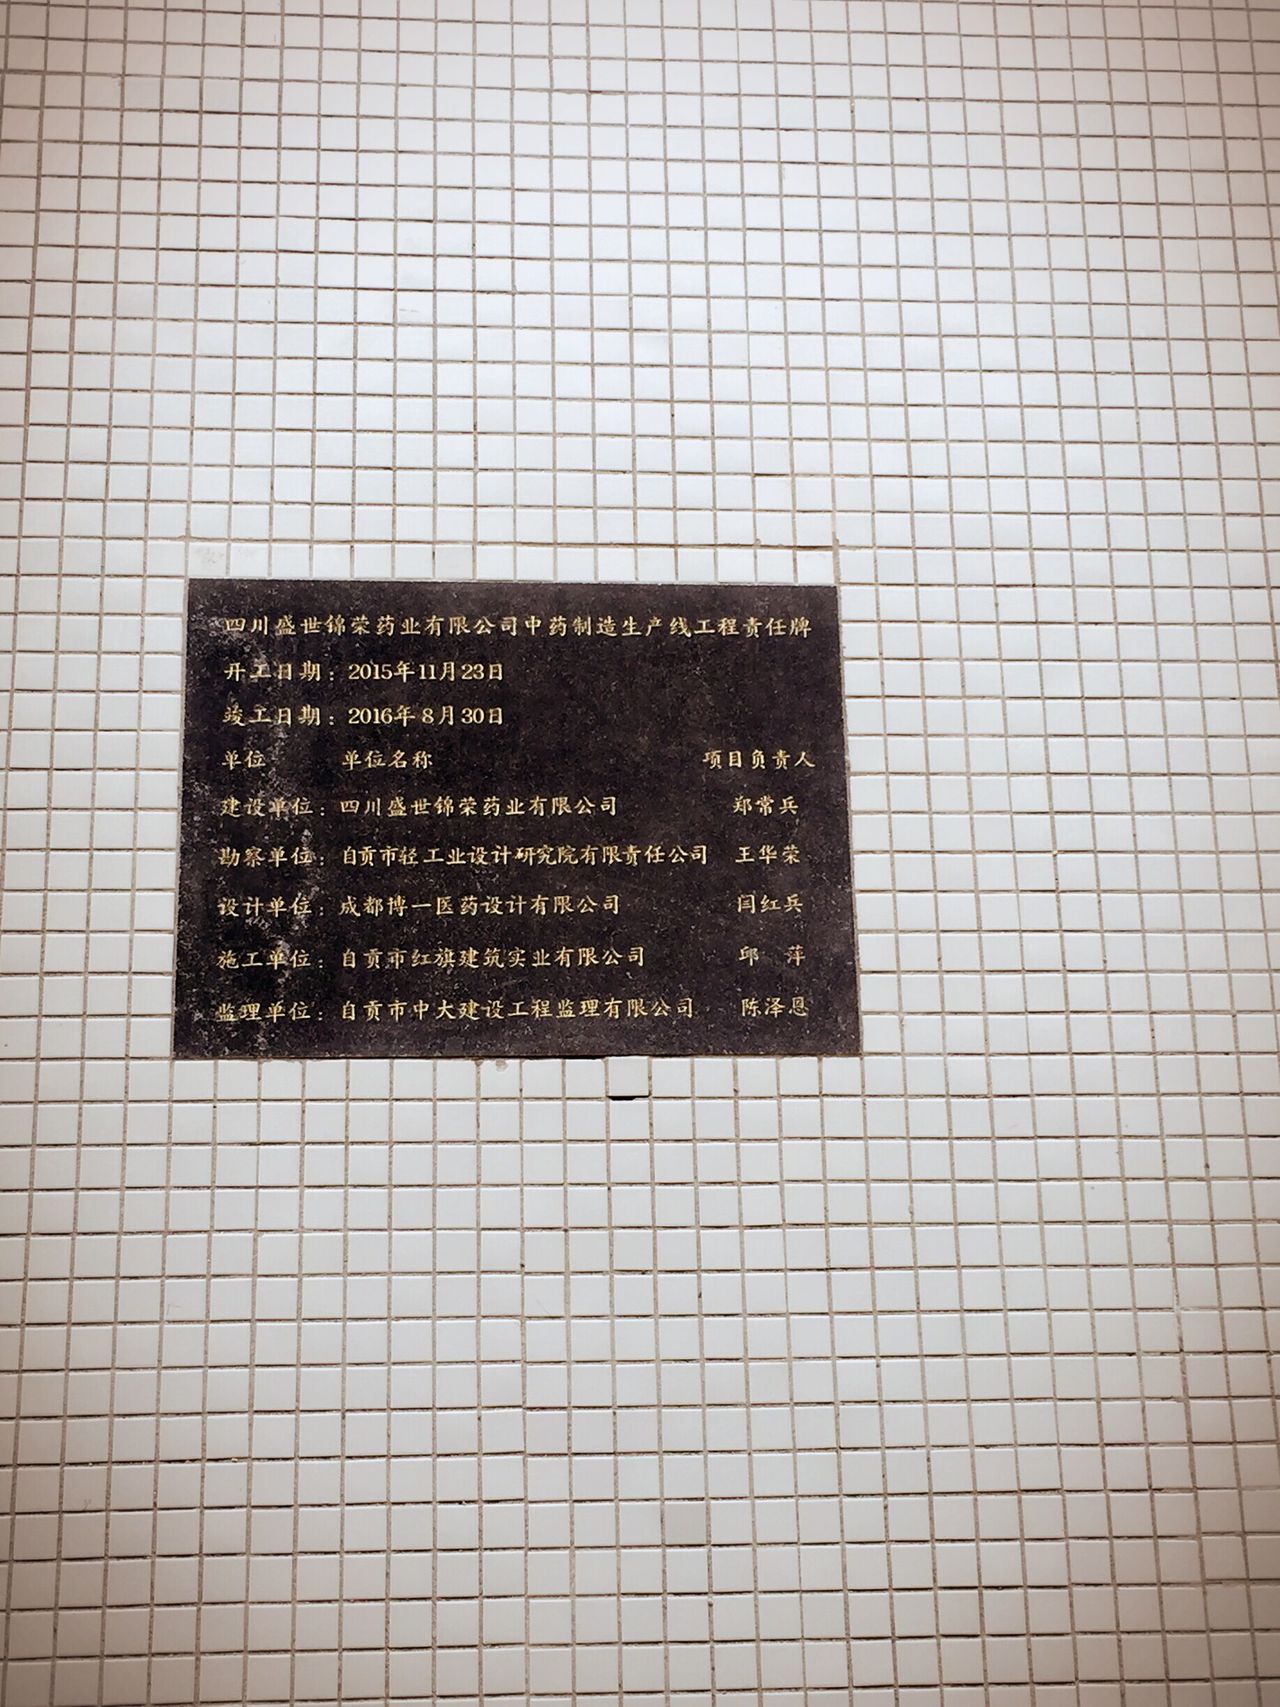 四川盛世锦荣药业有限公司中药制造生产线工程责任牌
开工日期：2015年11月23日
竣工日期：2016年8月30日
单位 单位名称 项目负责人
建设单位：四川盛世锦荣药业有限公司 郑常兵
勘察单位：自贡市轻工业设计研究院有限责任公司 王华荣
设计单位：成都博一医药设计有限公司 闫红兵
施工单位：自贡市红旗建筑实业有限公司 邱 萍
监理单位：自贡市中大建设工程监理有限公司 陈泽恩